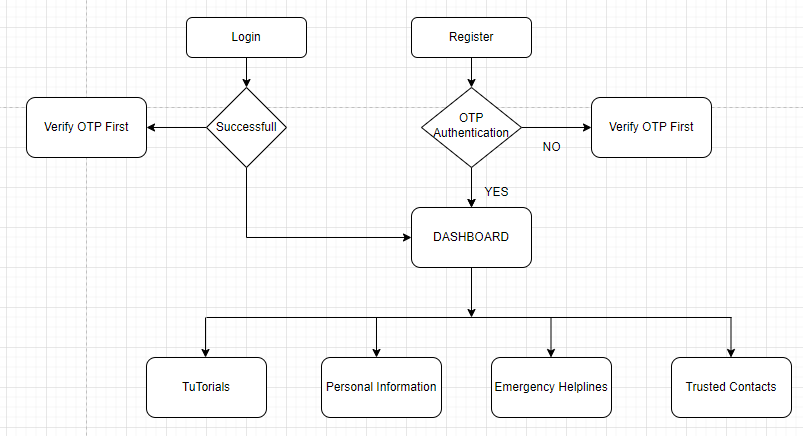 Login
Register
Verify OTP First
Successfull
OTP
Authentication
NO
Verify OTP First
YES
DASHBOARD
TuTorials
Personal Information
Emergency Helplines
Trusted Contacts